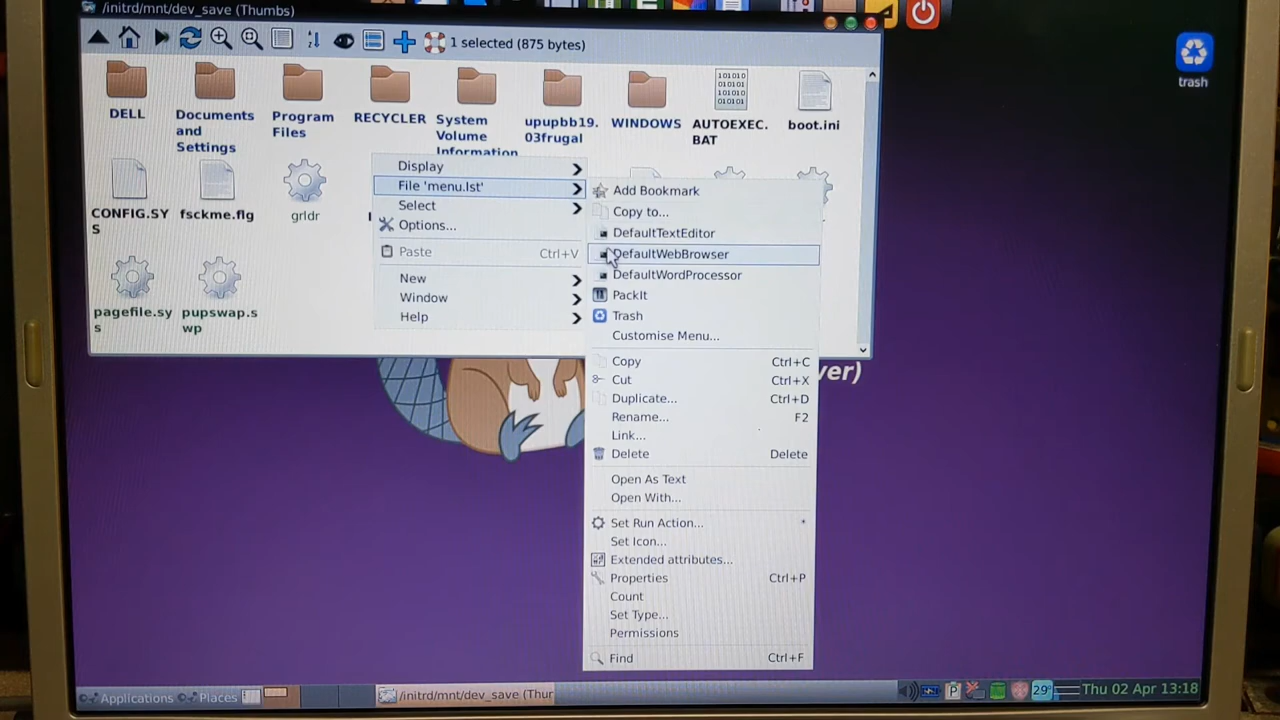 /initrd/mnt/dev_save (Thumbs)
1 selected (875 bytes)
trash
DELL
Documents
and
Settings
Program
Files
RECYCLER
System
Volume
Information
upupbb19.
03frugal
WINDOWS
AUTOEXEC.
BAT
boot.ini
CONFIG.SY
S
fsckme.flg
grldr
pagefile.sy
s
pupswap.s
wp
Display
File 'menu.lst'
Select
Options...
Paste Ctrl+V
New
Window
Help
Add Bookmark
Copy to...
DefaultTextEditor
DefaultWebBrowser
DefaultWordProcessor
PackIt
Trash
Customise Menu...
Copy Ctrl+C
Cut Ctrl+X
Duplicate... Ctrl+D
Rename... F2
Link...
Delete Delete
Open As Text
Open With...
Set Run Action... *
Set Icon...
Extended attributes...
Properties Ctrl+P
Count
Set Type...
Permissions
Find Ctrl+F
ver)
Applications Places
/initrd/mnt/dev_save (Thur
P
29°
Thu 02 Apr 13:18